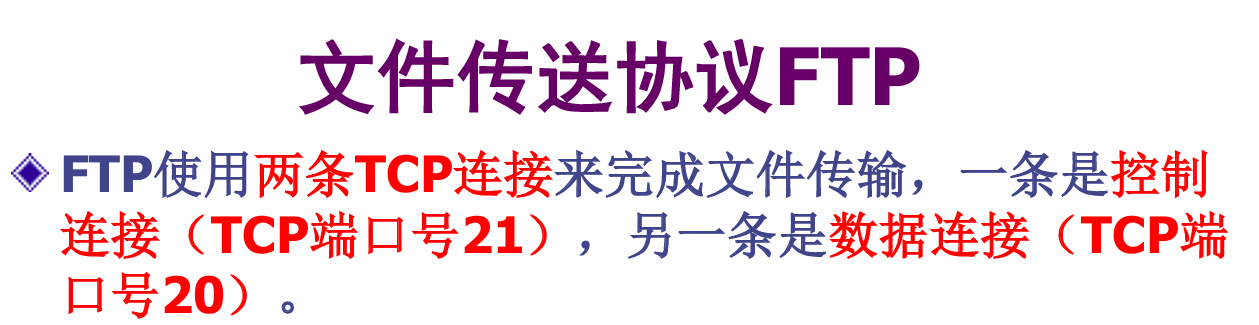 文件传送协议FTP
FTP使用两条TCP连接来完成文件传输，一条是控制
连接（TCP端口号21），另一条是数据连接（TCP端
口号20）。